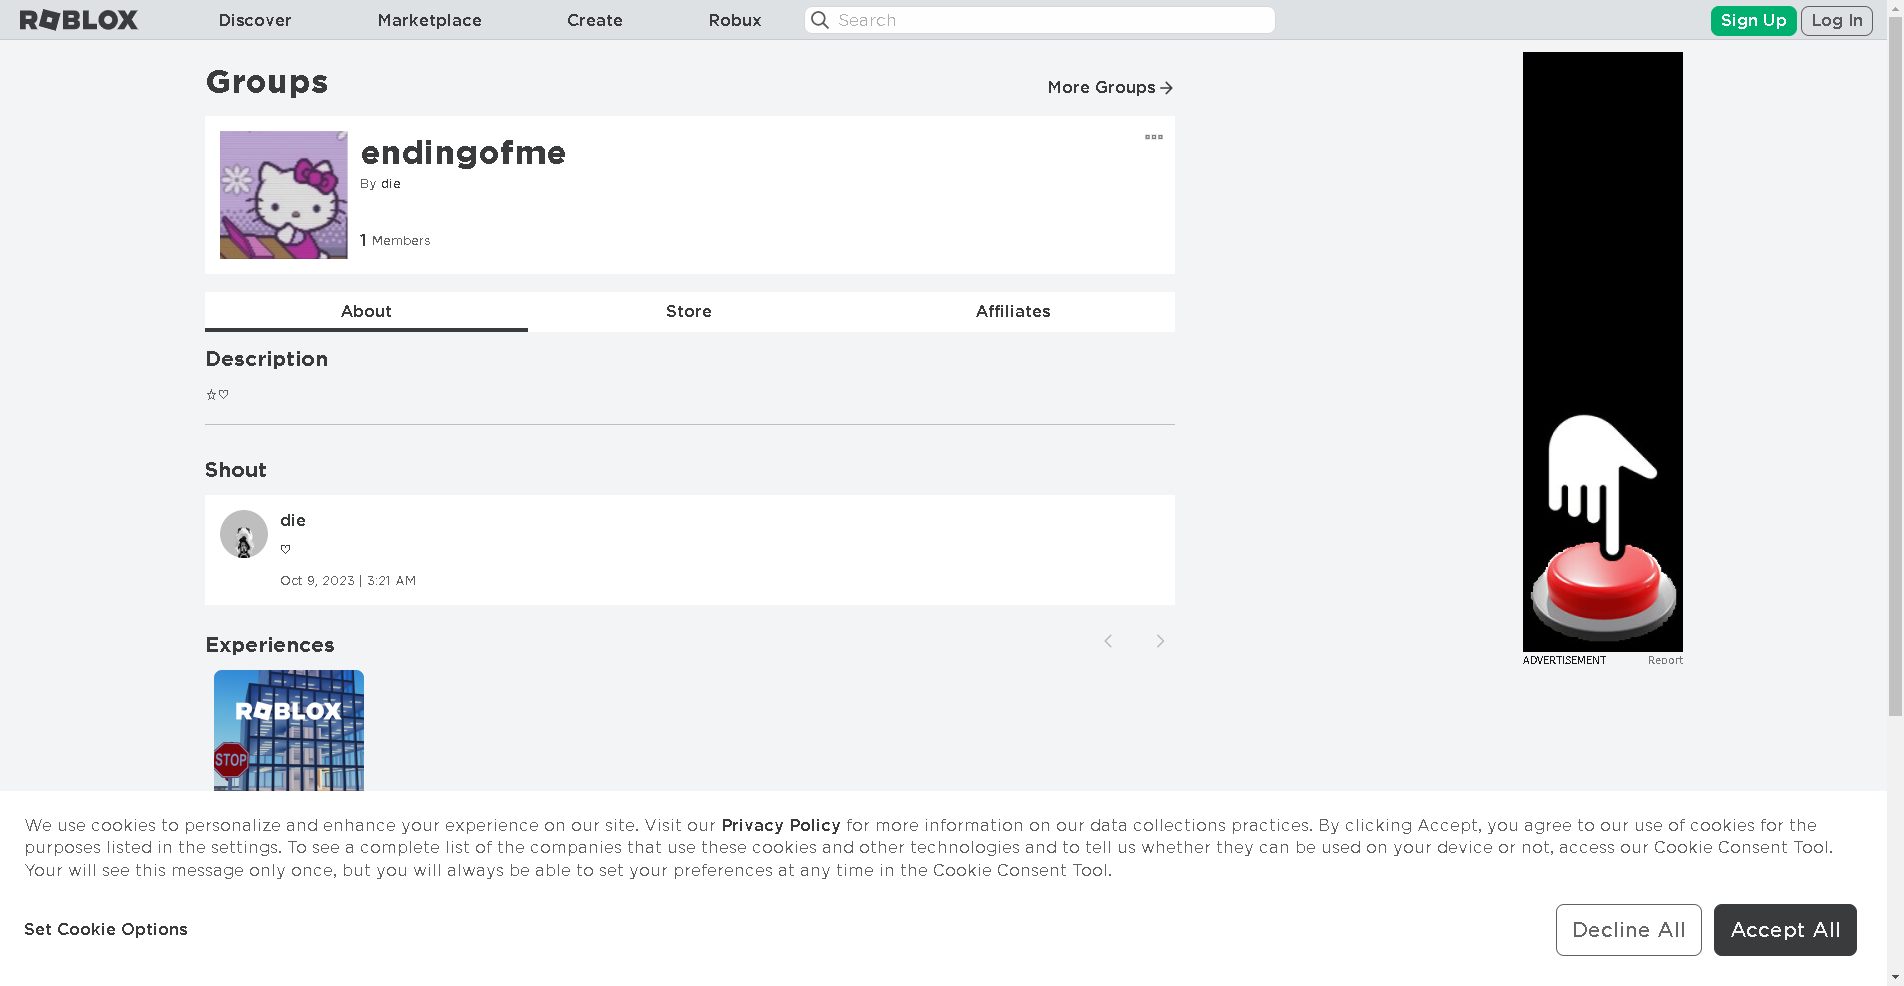 ROBLOX
Discover
Marketplace
Create
Robux
Search
Sign Up
Log In
Groups
More Groups
endingofme
By die
1 Members
About
Store
Affiliates
Description
☆♡
Shout
die
♡
Oct 9, 2023 | 3:21 AM
Experiences
ROBLOX
STOP
ADVERTISEMENT
Report
We use cookies to personalize and enhance your experience on our site. Visit our Privacy Policy for more information on our data collections practices. By clicking Accept, you agree to our use of cookies for the
purposes listed in the settings. To see a complete list of the companies that use these cookies and other technologies and to tell us whether they can be used on your device or not, access our Cookie Consent Tool.
Your will see this message only once, but you will always be able to set your preferences at any time in the Cookie Consent Tool.
Set Cookie Options
Decline All
Accept All